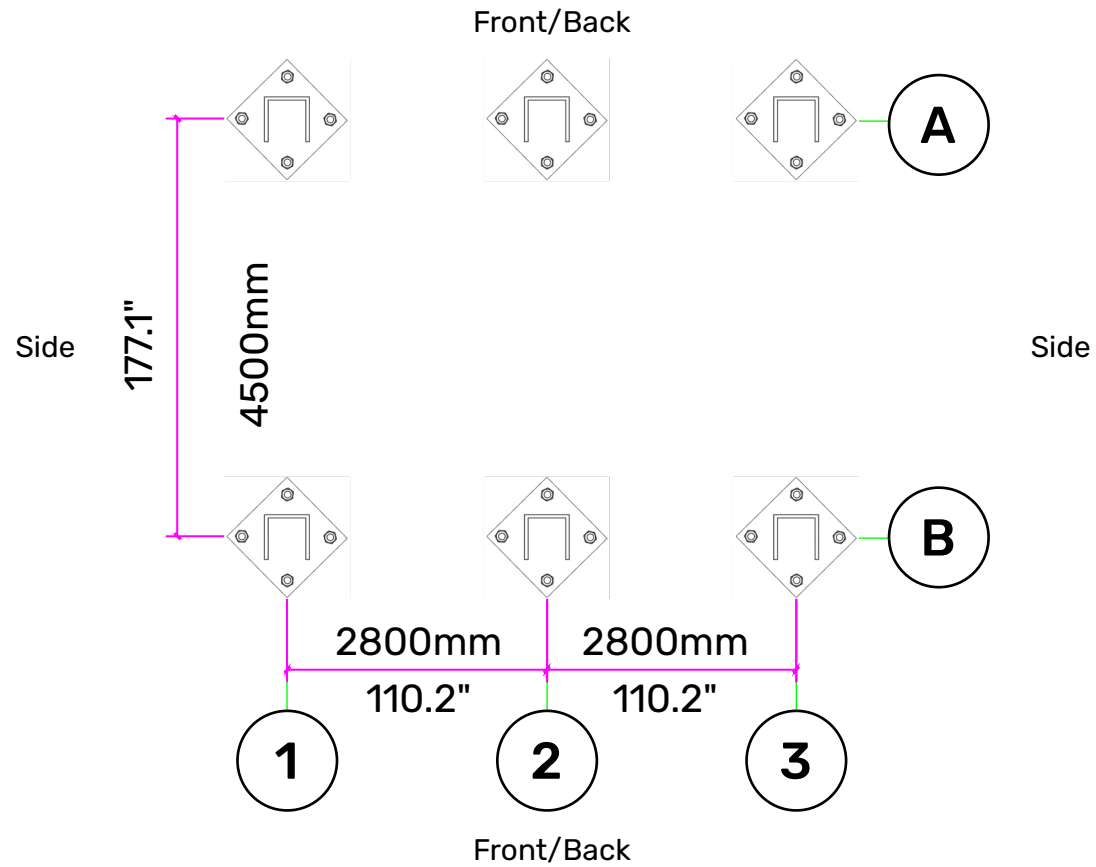 Front/Back
A
Side
177.1"
4500mm
Side
B
2800mm
2800mm
110.2"
110.2"
1
2
3
Front/Back